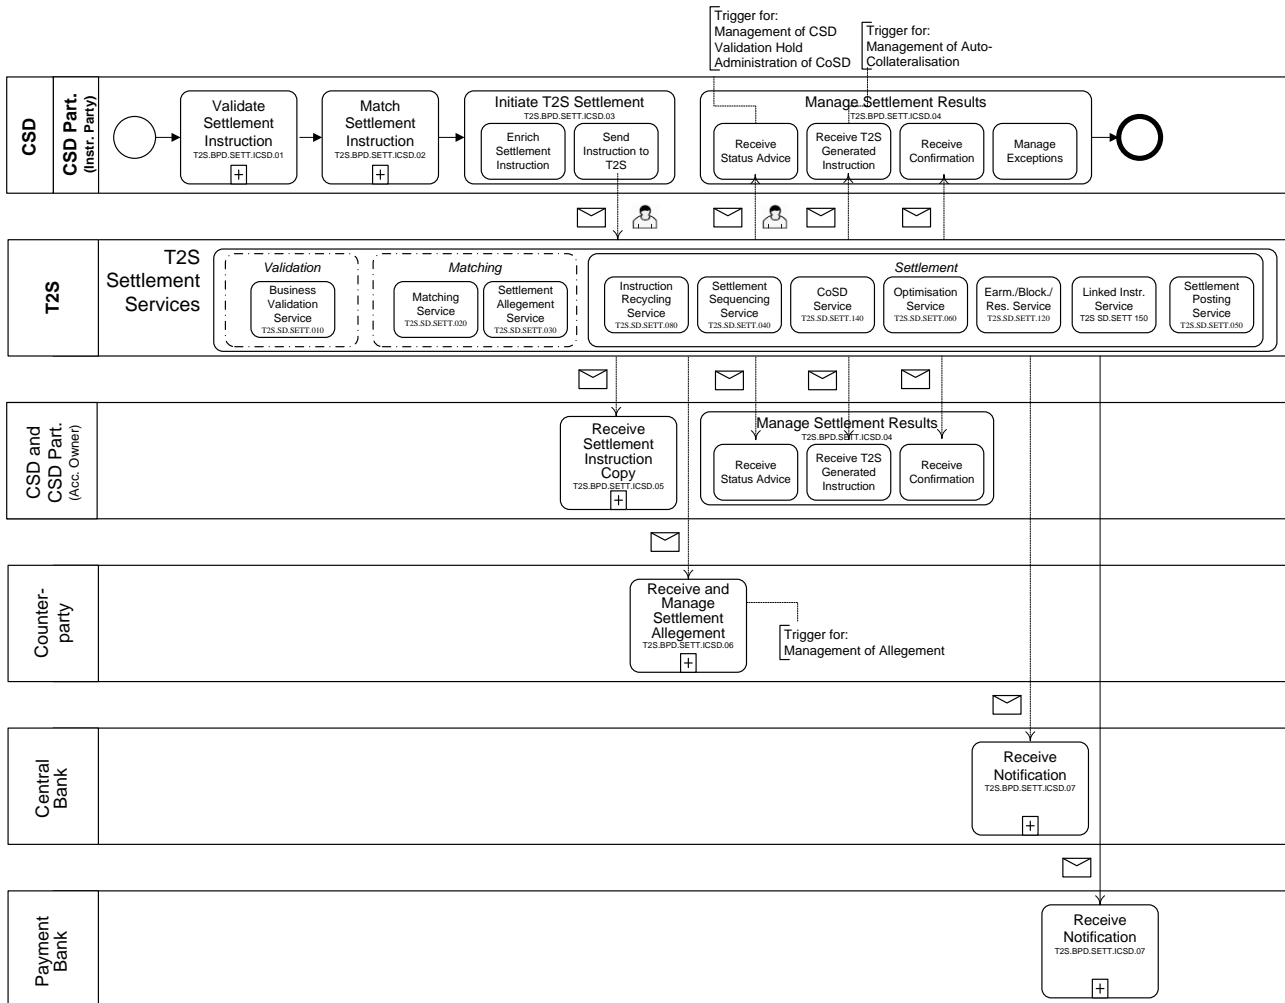 Trigger for:
Management of CSD
Validation Hold
Administration of CoSD
Trigger for:
Management of Auto-
Collateralisation
CSD
CSD Part.
(Instr. Party)
Validate
Settlement
Instruction
T2S.BPD.SETT.ICSD.01
+
Match
Settlement
Instruction
T2S.BPD.SETT.ICSD.02
+
Initiate T2S Settlement
T2S.BPD.SETT.ICSD.03
Enrich
Settlement
Instruction
Send
Instruction to
T2S
Manage Settlement Results
T2S.BPD.SETT.ICSD.04
Receive
Status Advice
Receive T2S
Generated
Instruction
Receive
Confirmation
Manage
Exceptions
T2S
T2S
Settlement
Services
Validation
Business
Validation
Service
T2S.SD.SETT.010
Matching
Matching
Service
T2S.SD.SETT.020
Settlement
Allegement
Service
T2S.SD.SETT.030
Settlement
Instruction
Recycling
Service
T2S.SD.SETT.080
Settlement
Sequencing
Service
T2S.SD.SETT.040
CoSD
Service
T2S.SD.SETT.140
Optimisation
Service
T2S.SD.SETT.060
Earm./Block./
Res. Service
T2S.SD.SETT.120
Linked Instr.
Service
T2S SD.SETT 150
Settlement
Posting
Service
T2S.SD.SETT.050
CSD and
CSD Part.
(Acc. Owner)
Receive
Settlement
Instruction
Copy
T2S.BPD.SETT.ICSD.05
+
Manage Settlement Results
T2S.BPD.SETT.ICSD.04
Receive
Status Advice
Receive T2S
Generated
Instruction
Receive
Confirmation
Counter-
party
Receive and
Manage
Settlement
Allegement
T2S.BPD.SETT.ICSD.06
+
Trigger for:
Management of Allegement
Central
Bank
Receive
Notification
T2S.BPD.SETT.ICSD.07
+
Payment
Bank
Receive
Notification
T2S.BPD.SETT.ICSD.07
+